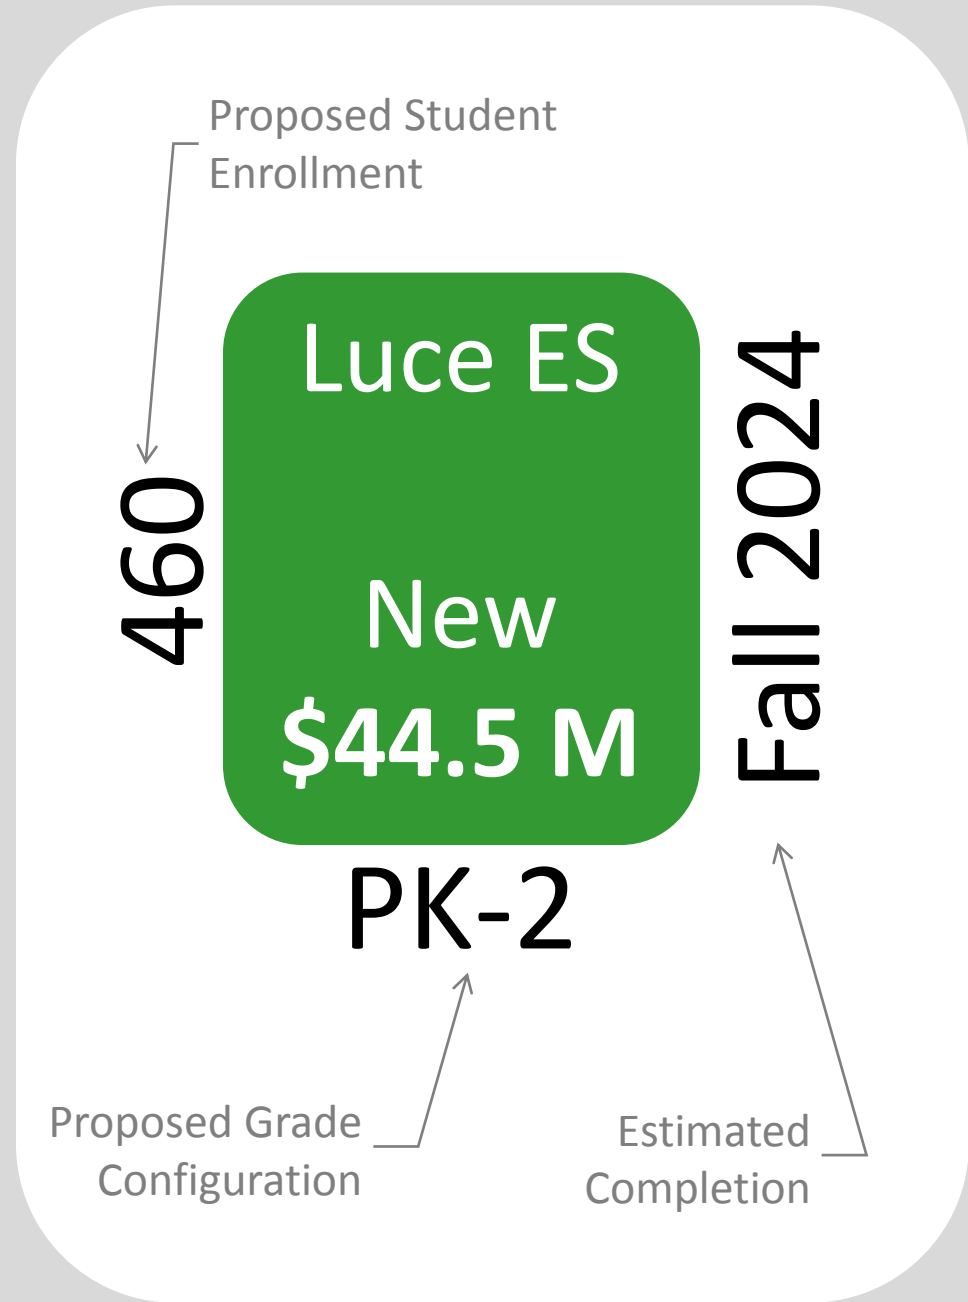 Proposed Student
Enrollment
Luce ES
New
$44.5 M
460
Fall 2024
PK-2
Proposed Grade
Configuration
Estimated
Completion